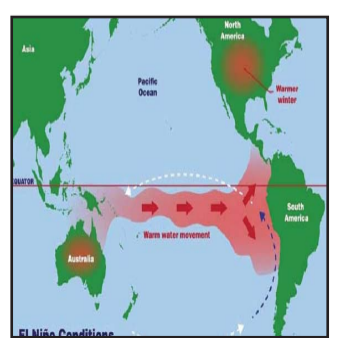 North
America
Asia
Pacific
Ocean
Warmer
winter
EQUATOR
South
America
Warm water movement
Australia
El Niño Conditions